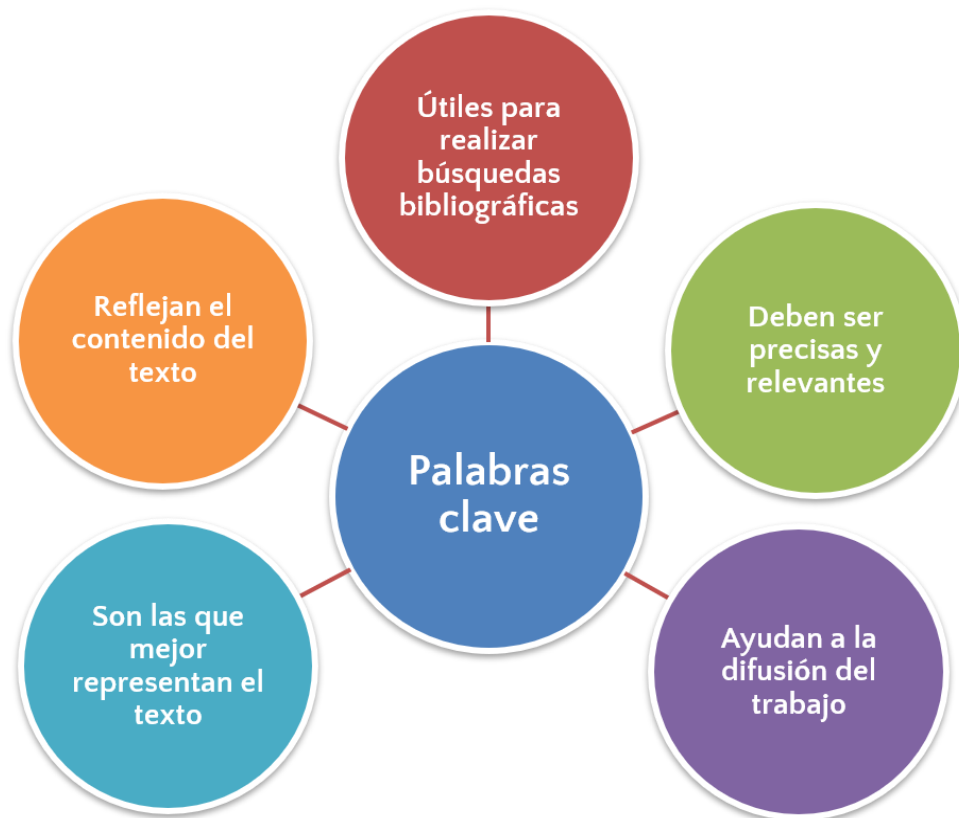 Útiles para
realizar
búsquedas
bibliográficas
Reflejan el
contenido del
texto
Deben ser
precisas y
relevantes
Palabras
clave
Son las que
mejor
representan el
texto
Ayudan a la
difusión del
trabajo